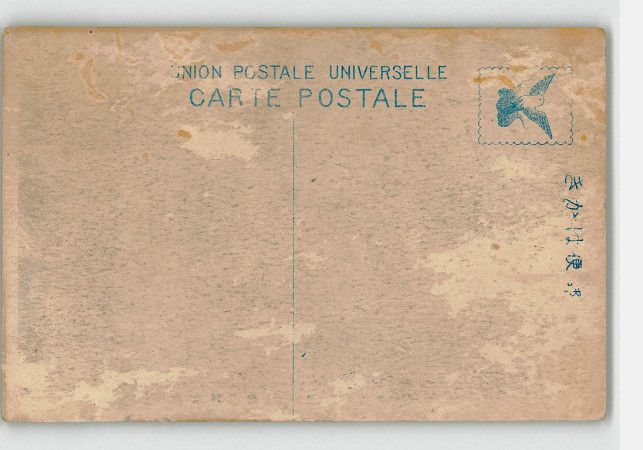 UNION POSTALE UNIVERSELLE
CARTE POSTALE
きかは便郵